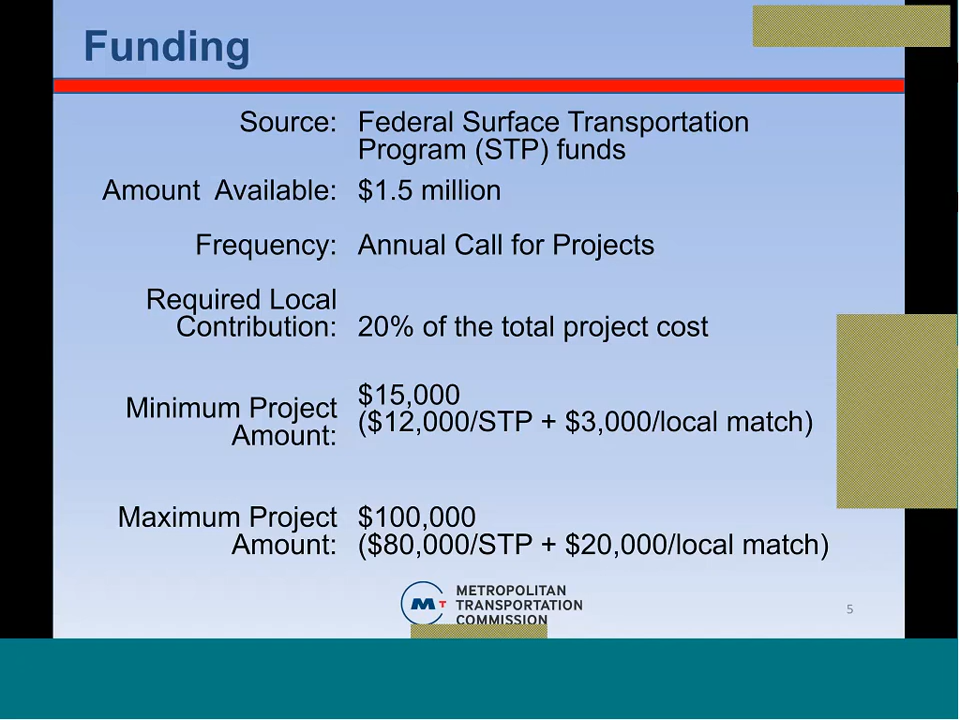 Funding
Source: Federal Surface Transportation
Program (STP) funds
Amount Available: $1.5 million
Frequency: Annual Call for Projects
Required Local
Contribution: 20% of the total project cost
Minimum Project
Amount:
$15,000
($12,000/STP + $3,000/local match)
Maximum Project
Amount:
$100,000
($80,000/STP + $20,000/local match)
MT
METROPOLITAN
TRANSPORTATION
COMMISSION
5